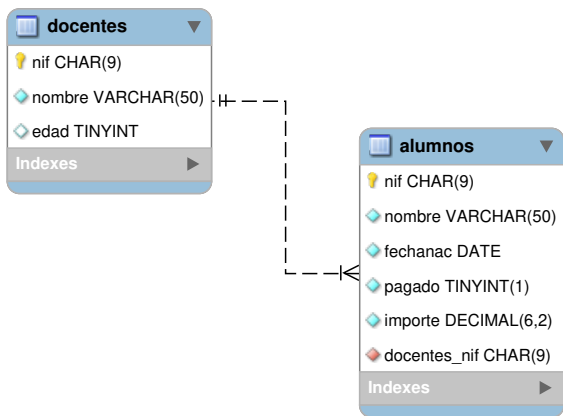 docentes
nif CHAR(9)
nombre VARCHAR(50)
edad TINYINT
Indexes
alumnos
nif CHAR(9)
nombre VARCHAR(50)
fechanac DATE
pagado TINYINT(1)
importe DECIMAL(6,2)
docentes_nif CHAR(9)
Indexes